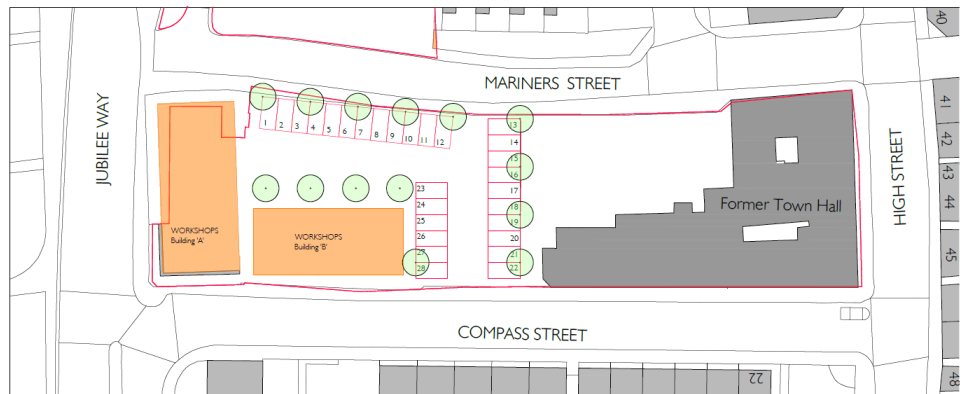 40
MARINERS STREET
JUBILEE WAY
41
42
43
44
45
48
HIGH STREET
1 2 3 4 5 6 7 8 9 10 11 12
13
14
15
16
17
18
19
20
21
22
23
24
25
26
27
28
WORKSHOPS
Building 'A'
WORKSHOPS
Building 'B'
Former Town Hall
COMPASS STREET
22